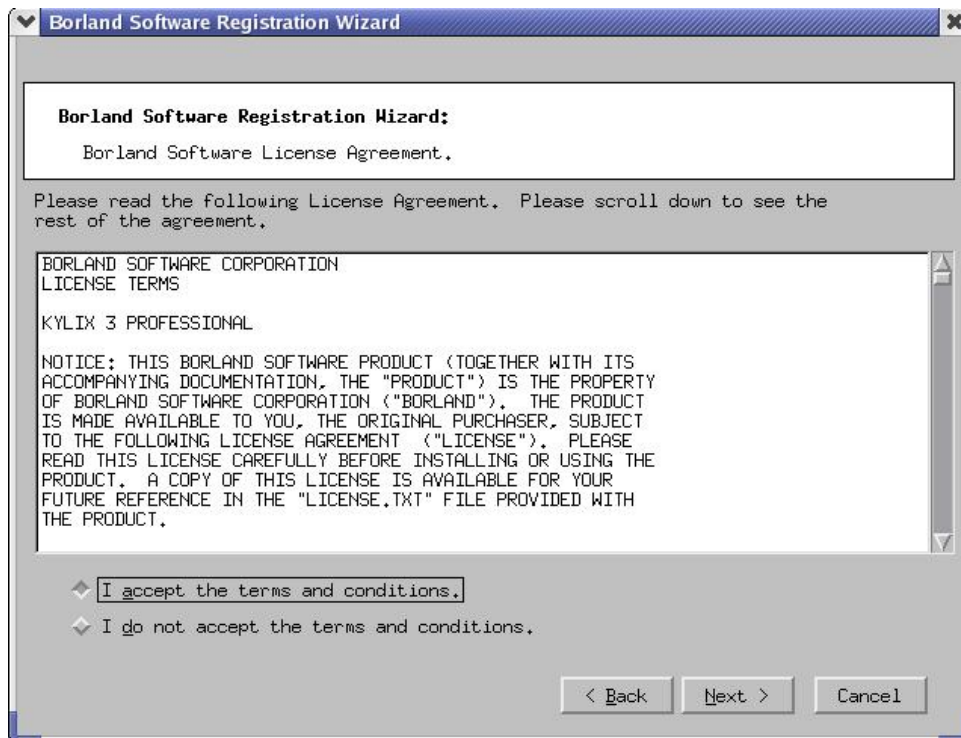 Borland Software Registration Wizard
Borland Software Registration Wizard:
Borland Software License Agreement.
Please read the following License Agreement.  Please scroll down to see the
rest of the agreement.
BORLAND SOFTWARE CORPORATION
LICENSE TERMS
KYLIX 3 PROFESSIONAL
NOTICE: THIS BORLAND SOFTWARE PRODUCT (TOGETHER WITH ITS
ACCOMPANYING DOCUMENTATION, THE "PRODUCT") IS THE PROPERTY
OF BORLAND SOFTWARE CORPORATION ("BORLAND").  THE PRODUCT
IS MADE AVAILABLE TO YOU, THE ORIGINAL PURCHASER, SUBJECT
TO THE FOLLOWING LICENSE AGREEMENT  ("LICENSE").  PLEASE
READ THIS LICENSE CAREFULLY BEFORE INSTALLING OR USING THE
PRODUCT.  A COPY OF THIS LICENSE IS AVAILABLE FOR YOUR
FUTURE REFERENCE IN THE "LICENSE.TXT" FILE PROVIDED WITH
THE PRODUCT.
I accept the terms and conditions.
I do not accept the terms and conditions.
< Back Next > Cancel